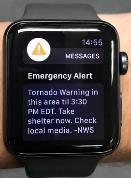 14:55
MESSAGES
Emergency Alert
Tornado Warning in
this area til 3:30
PM EDT. Take
shelter now. Check
local media. -NWS